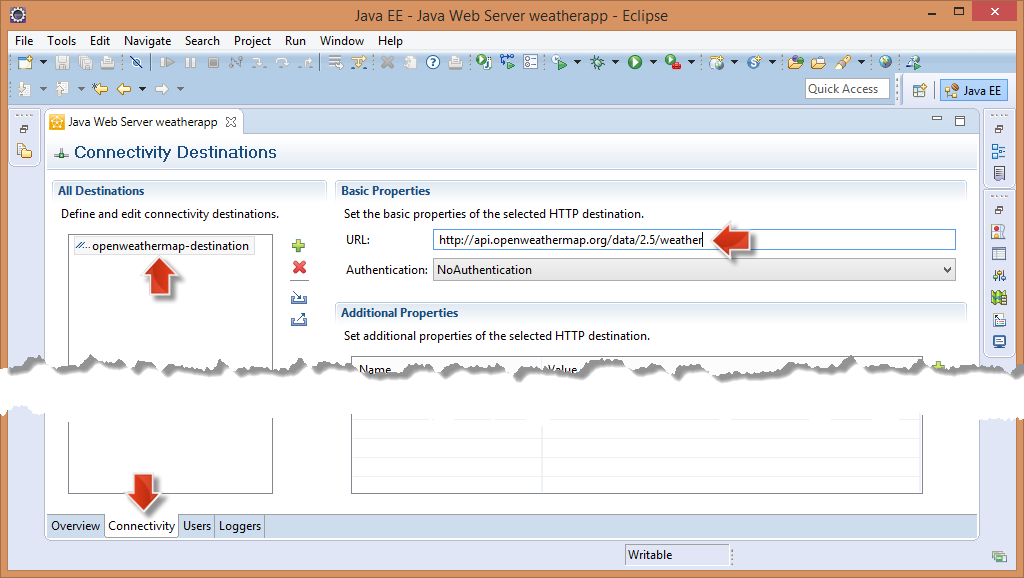 Java EE - Java Web Server weatherapp - Eclipse
File Tools Edit Navigate Search Project Run Window Help
Quick Access
Java EE
Java Web Server weatherapp
Connectivity Destinations
All Destinations
Define and edit connectivity destinations.
openweathermap-destination
Basic Properties
Set the basic properties of the selected HTTP destination.
URL: http://api.openweathermap.org/data/2.5/weather
Authentication: NoAuthentication
Additional Properties
Set additional properties of the selected HTTP destination.
Name Value
Overview Connectivity Users Loggers
Writable